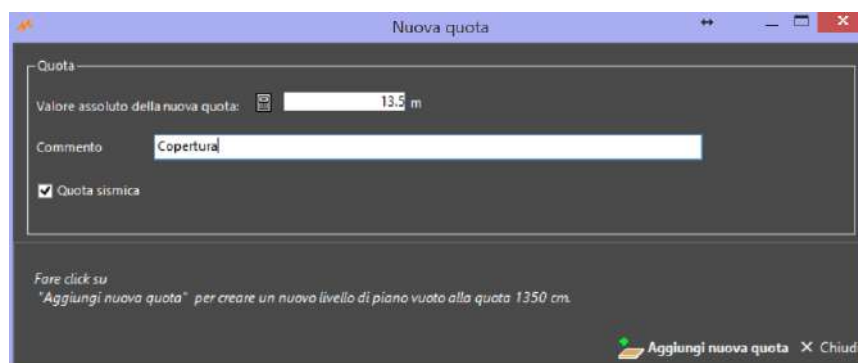 Nuova quota
Quota
Valore assoluto della nuova quota: 13.5 m
Commento Copertura
Quota sismica
Fare click su
"Aggiungi nuova quota" per creare un nuovo livello di piano vuoto alla quota 1350 cm.
Aggiungi nuova quota Chiud